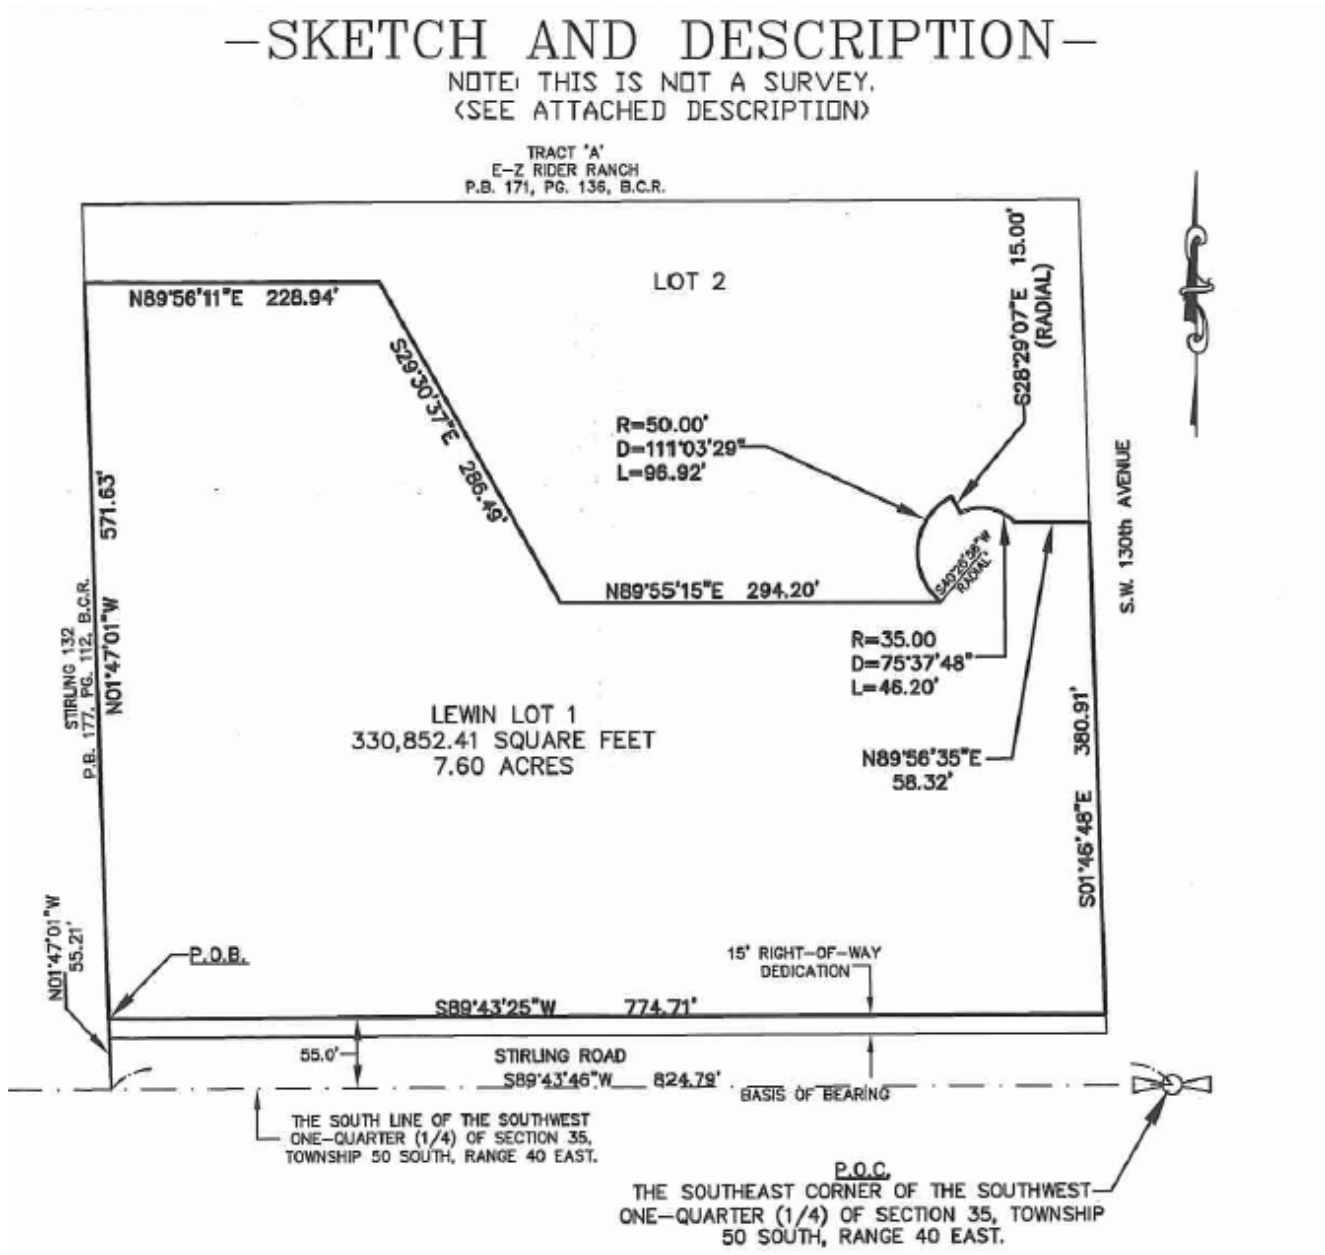 -SKETCH AND DESCRIPTION-
NOTE: THIS IS NOT A SURVEY.
(SEE ATTACHED DESCRIPTION)
TRACT 'A'
E-Z RIDER RANCH
P.B. 171, PG. 136, B.C.R.
LOT 2
S28°29'07"E 15.00'
(RADIAL)
N89°56'11"E 228.94'
S29°30'37"E 286.49'
R=50.00'
D=111°03'29"
L=96.92'
S.W. 130th AVENUE
N01°47'01"W 571.63'
STIRLING 132
P.B. 177, PG. 112, B.C.R.
N89°55'15"E 294.20'
S40°25'56"W
RADIAL
R=35.00
D=75°37'48"
L=46.20'
LEWIN LOT 1
330,852.41 SQUARE FEET
7.60 ACRES
N89°56'35"E
58.32'
S01°46'48"E 380.91'
N01°47'01"W
55.21'
P.O.B.
15' RIGHT-OF-WAY
DEDICATION
S89°43'25"W 774.71'
55.0'
STIRLING ROAD
S89°43'46"W 824.79'
BASIS OF BEARING
THE SOUTH LINE OF THE SOUTHWEST
ONE-QUARTER (1/4) OF SECTION 35,
TOWNSHIP 50 SOUTH, RANGE 40 EAST.
P.O.C.
THE SOUTHEAST CORNER OF THE SOUTHWEST
ONE-QUARTER (1/4) OF SECTION 35, TOWNSHIP
50 SOUTH, RANGE 40 EAST.